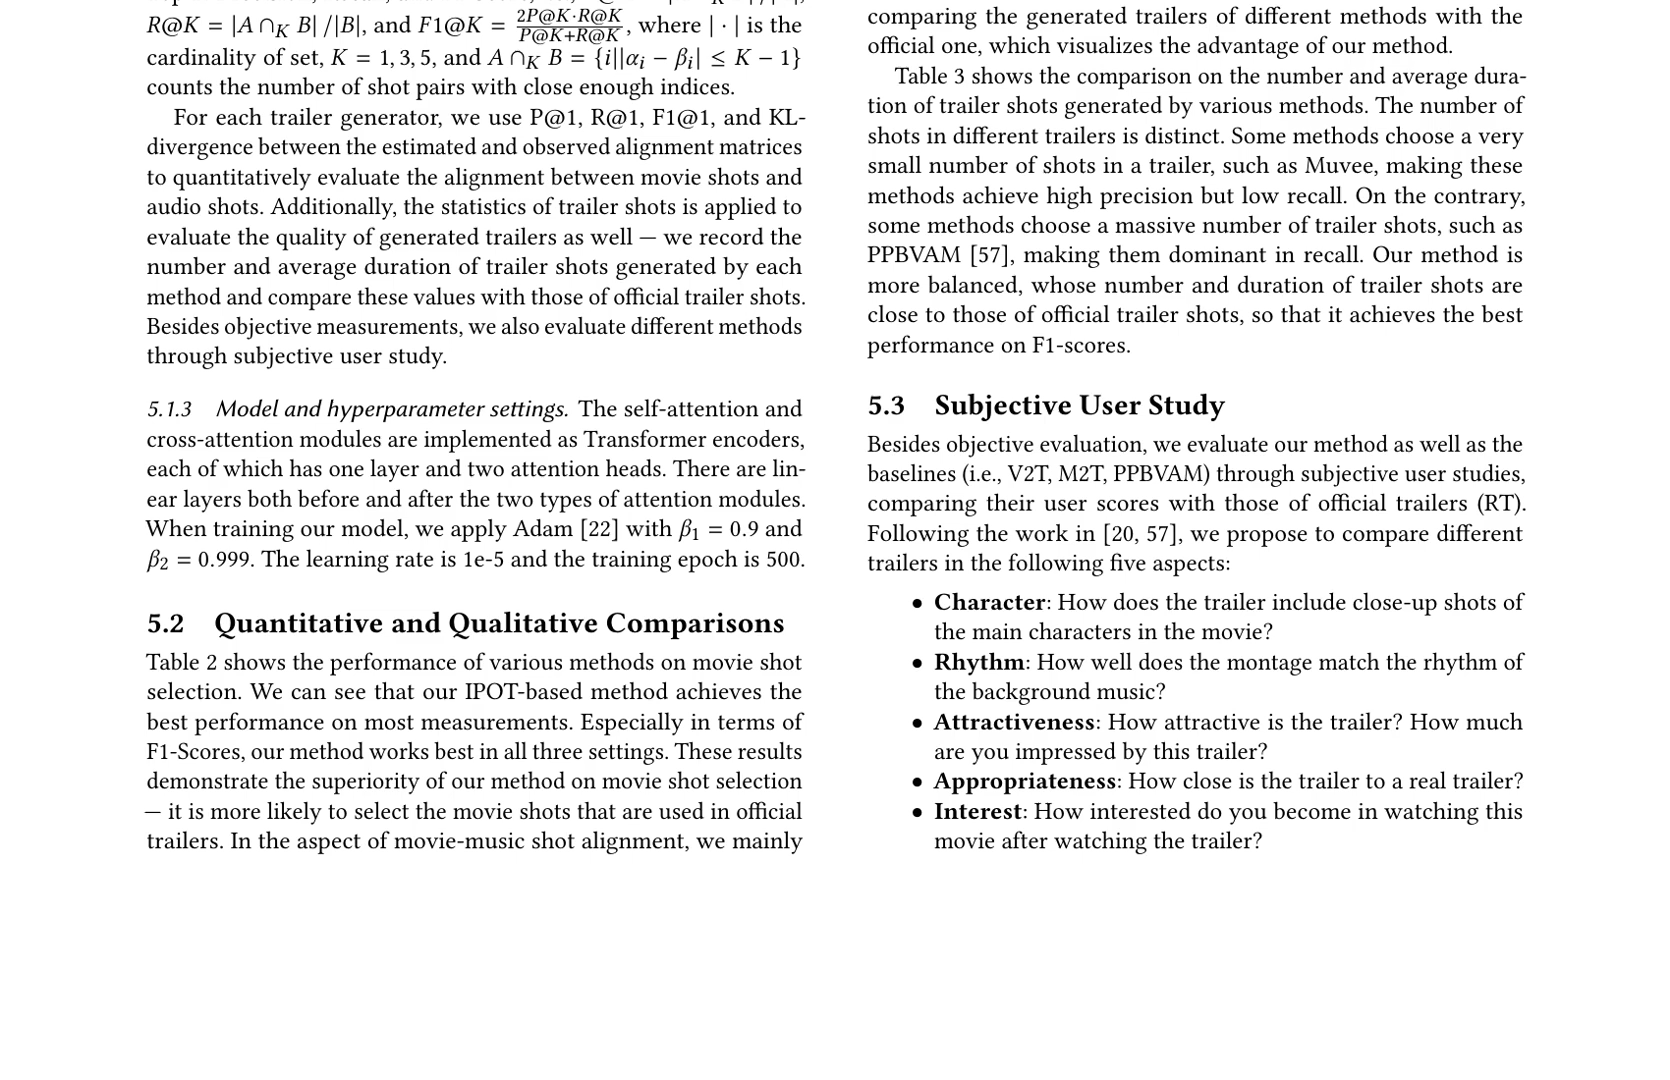 R@K = |A ∩_K B| / |B|, and F1@K = 2P@K·R@K / P@K+R@K, where | · | is the
cardinality of set, K = 1, 3, 5, and A ∩_K B = {i||α_i − β_i| ≤ K − 1}
counts the number of shot pairs with close enough indices.
For each trailer generator, we use P@1, R@1, F1@1, and KL-
divergence between the estimated and observed alignment matrices
to quantitatively evaluate the alignment between movie shots and
audio shots. Additionally, the statistics of trailer shots is applied to
evaluate the quality of generated trailers as well — we record the
number and average duration of trailer shots generated by each
method and compare these values with those of official trailer shots.
Besides objective measurements, we also evaluate different methods
through subjective user study.
5.1.3 Model and hyperparameter settings. The self-attention and
cross-attention modules are implemented as Transformer encoders,
each of which has one layer and two attention heads. There are lin-
ear layers both before and after the two types of attention modules.
When training our model, we apply Adam [22] with β₁ = 0.9 and
β₂ = 0.999. The learning rate is 1e-5 and the training epoch is 500.
5.2 Quantitative and Qualitative Comparisons
Table 2 shows the performance of various methods on movie shot
selection. We can see that our IPOT-based method achieves the
best performance on most measurements. Especially in terms of
F1-Scores, our method works best in all three settings. These results
demonstrate the superiority of our method on movie shot selection
— it is more likely to select the movie shots that are used in official
trailers. In the aspect of movie-music shot alignment, we mainly
comparing the generated trailers of different methods with the
official one, which visualizes the advantage of our method.
Table 3 shows the comparison on the number and average dura-
tion of trailer shots generated by various methods. The number of
shots in different trailers is distinct. Some methods choose a very
small number of shots in a trailer, such as Muvee, making these
methods achieve high precision but low recall. On the contrary,
some methods choose a massive number of trailer shots, such as
PPBVAM [57], making them dominant in recall. Our method is
more balanced, whose number and duration of trailer shots are
close to those of official trailer shots, so that it achieves the best
performance on F1-scores.
5.3 Subjective User Study
Besides objective evaluation, we evaluate our method as well as the
baselines (i.e., V2T, M2T, PPBVAM) through subjective user studies,
comparing their user scores with those of official trailers (RT).
Following the work in [20, 57], we propose to compare different
trailers in the following five aspects:
• Character: How does the trailer include close-up shots of
the main characters in the movie?
• Rhythm: How well does the montage match the rhythm of
the background music?
• Attractiveness: How attractive is the trailer? How much
are you impressed by this trailer?
• Appropriateness: How close is the trailer to a real trailer?
• Interest: How interested do you become in watching this
movie after watching the trailer?